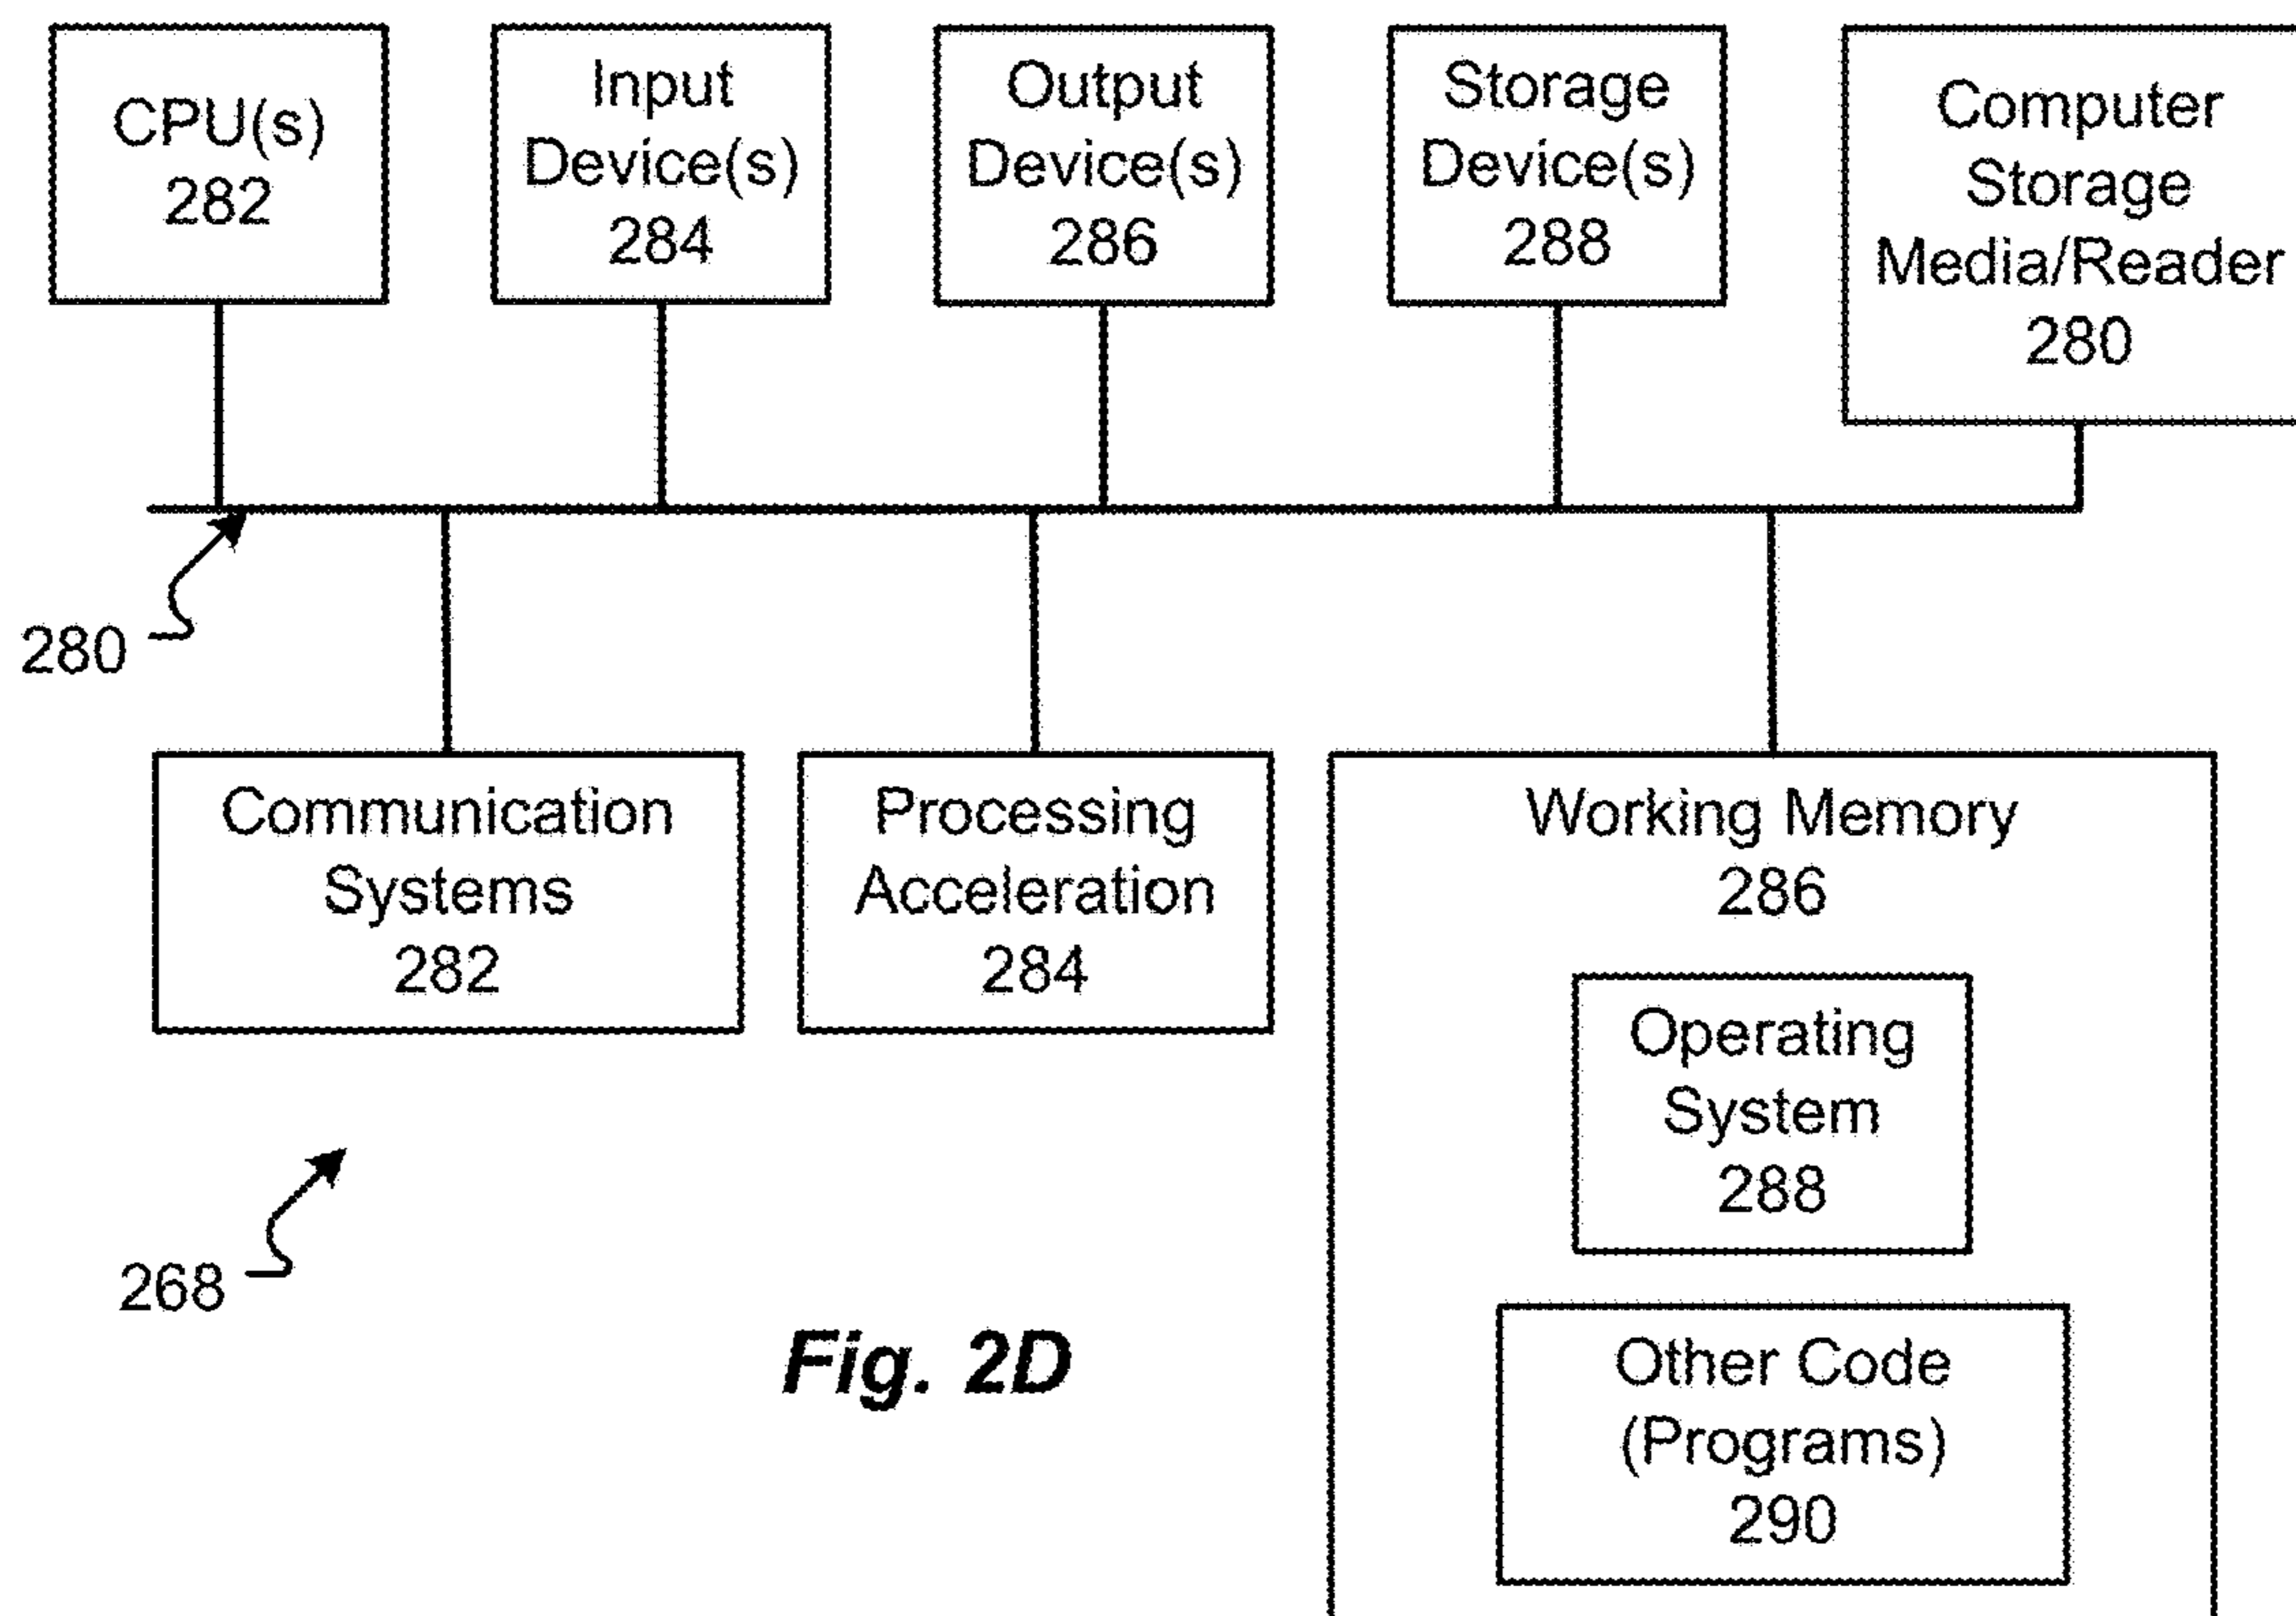 CPU(s)
282
Input
Device(s)
284
Output
Device(s)
286
Storage
Device(s)
288
Computer
Storage
Media/Reader
280
280
Communication
Systems
282
Processing
Acceleration
284
Working Memory
286
Operating
System
288
Other Code
(Programs)
290
268
Fig. 2D